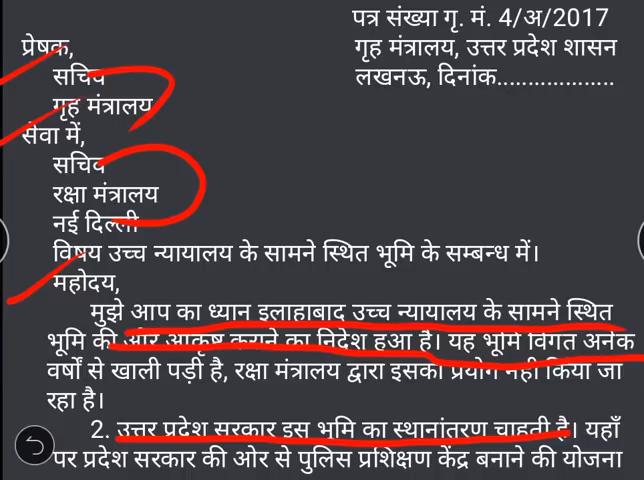 पत्र संख्या गृ. मं. 4/अ/2017
प्रेषक,
गृह मंत्रालय, उत्तर प्रदेश शासन
सचिव
लखनऊ, दिनांक...................
गृह मंत्रालय
सेवा में,
सचिव
रक्षा मंत्रालय
नई दिल्ली
विषय उच्च न्यायालय के सामने स्थित भूमि के सम्बन्ध में।
महोदय,
मुझे आप का ध्यान इलाहाबाद उच्च न्यायालय के सामने स्थित
भूमि की ओर आकृष्ट कराने का निदेश हुआ है। यह भूमि विगत अनेक
वर्षों से खाली पड़ी है, रक्षा मंत्रालय द्वारा इसका प्रयोग नहीं किया जा
रहा है।
2. उत्तर प्रदेश सरकार इस भूमि का स्थानांतरण चाहती है। यहाँ
पर प्रदेश सरकार की ओर से पुलिस प्रशिक्षण केंद्र बनाने की योजना